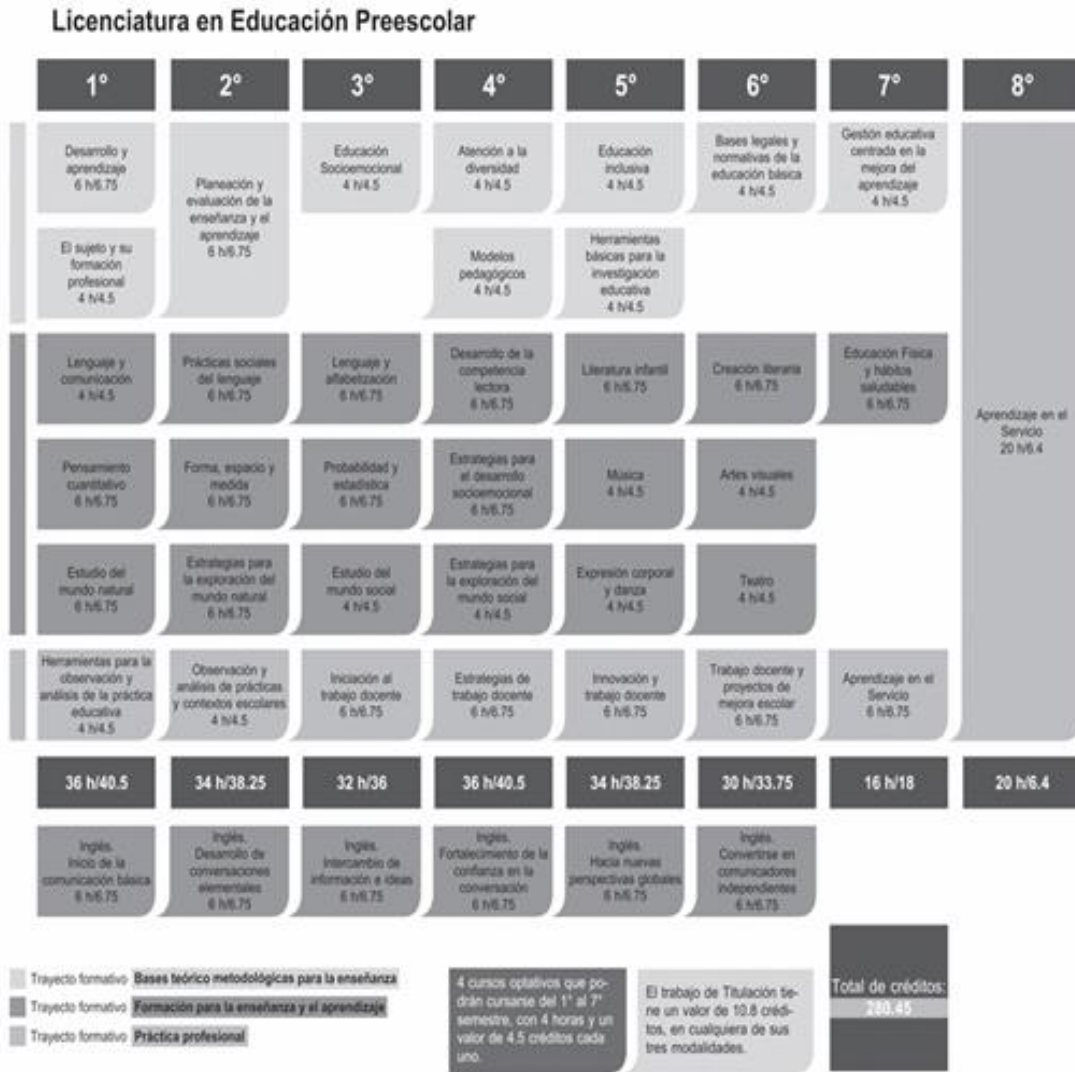 Licenciatura en Educación Preescolar
1°
2°
3°
4°
5°
6°
7°
8°
Desarrollo y
aprendizaje
6 h/6.75
Planeación y
evaluación de la
enseñanza y el
aprendizaje
6 h/6.75
Educación
Socioemocional
4 h/4.5
Atención a la
diversidad
4 h/4.5
Educación
inclusiva
4 h/4.5
Bases legales y
normativas de la
educación básica
4 h/4.5
Gestión educativa
centrada en la
mejora del
aprendizaje
4 h/4.5
El sujeto y su
formación
profesional
4 h/4.5
Modelos
pedagógicos
4 h/4.5
Herramientas
básicas para la
investigación
educativa
4 h/4.5
Lenguaje y
comunicación
4 h/4.5
Prácticas sociales
del lenguaje
6 h/6.75
Lenguaje y
alfabetización
6 h/6.75
Desarrollo de la
competencia
lectora
6 h/6.75
Literatura infantil
6 h/6.75
Creación literaria
6 h/6.75
Educación Física
y hábitos
saludables
6 h/6.75
Aprendizaje en el
Servicio
20 h/6.4
Pensamiento
cuantitativo
6 h/6.75
Forma, espacio y
medida
6 h/6.75
Probabilidad y
estadística
6 h/6.75
Estrategias para
el desarrollo
socioemocional
6 h/6.75
Música
4 h/4.5
Artes visuales
4 h/4.5
Estudio del
mundo natural
6 h/6.75
Estrategias para
la exploración del
mundo natural
6 h/6.75
Estudio del
mundo social
4 h/4.5
Estrategias para
la exploración del
mundo social
4 h/4.5
Expresión corporal
y danza
4 h/4.5
Teatro
4 h/4.5
Herramientas para la
observación y
análisis de la práctica
educativa
4 h/4.5
Observación y
análisis de prácticas
y contextos escolares
4 h/4.5
Iniciación al
trabajo docente
6 h/6.75
Estrategias de
trabajo docente
6 h/6.75
Innovación y
trabajo docente
6 h/6.75
Trabajo docente y
proyectos de
mejora escolar
6 h/6.75
Aprendizaje en el
Servicio
6 h/6.75
36 h/40.5
34 h/38.25
32 h/36
36 h/40.5
34 h/38.25
30 h/33.75
16 h/18
20 h/6.4
Inglés.
Inicio de la
comunicación básica
6 h/6.75
Inglés.
Desarrollo de
conversaciones
elementales
6 h/6.75
Inglés.
Intercambio de
información e ideas
6 h/6.75
Inglés.
Fortalecimiento de la
confianza en la
conversación
6 h/6.75
Inglés.
Hacia nuevas
perspectivas globales
6 h/6.75
Inglés.
Convertirse en
comunicadores
independientes
6 h/6.75
Trayecto formativo Bases teórico metodológicas para la enseñanza
Trayecto formativo Formación para la enseñanza y el aprendizaje
Trayecto formativo Práctica profesional
4 cursos optativos que po-
drán cursarse del 1° al 7°
semestre, con 4 horas y un
valor de 4.5 créditos cada
uno.
El trabajo de Titulación tie-
ne un valor de 10.8 crédi-
tos, en cualquiera de sus
tres modalidades.
Total de créditos:
280.45